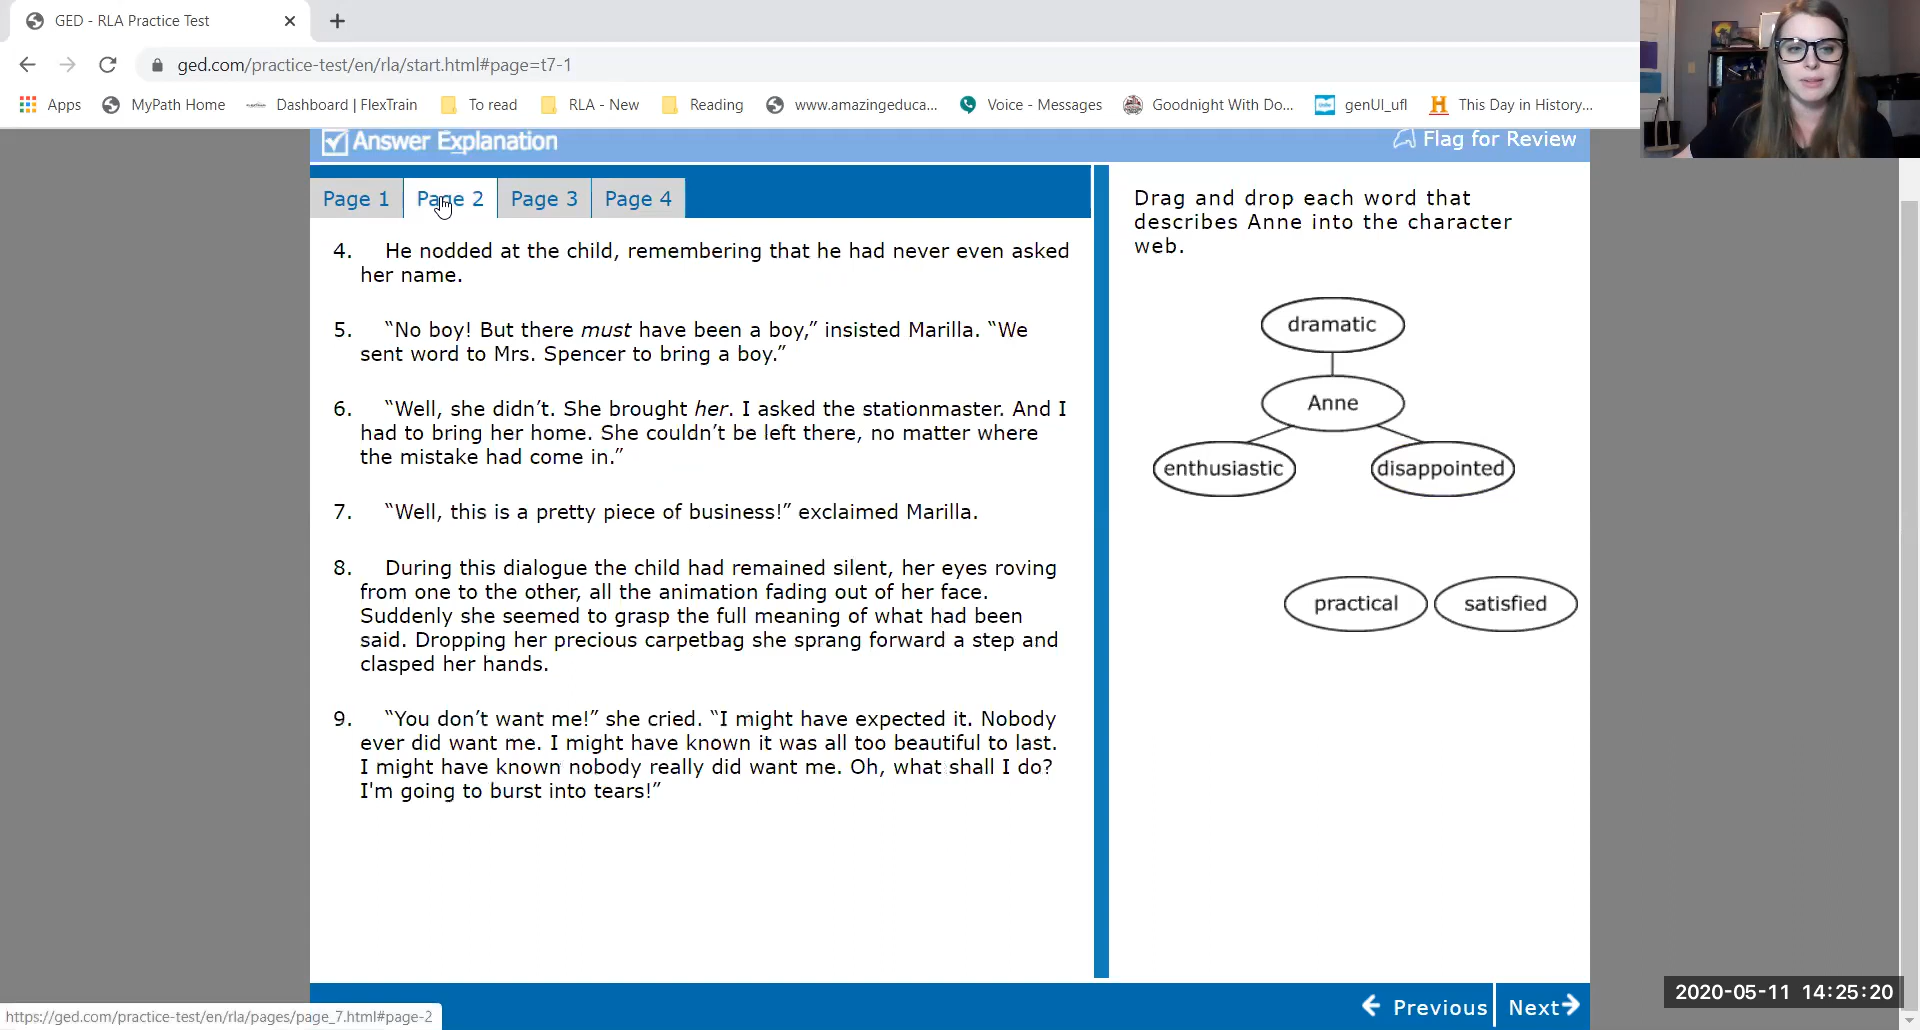 GED - RLA Practice Test
ged.com/practice-test/en/rla/start.html#page=t7-1
Apps MyPath Home Dashboard | FlexTrain To read RLA - New Reading www.amazingeduca... Voice - Messages Goodnight With Do... genUI_ufl This Day in History...
Answer Explanation
Flag for Review
Page 1 Page 2 Page 3 Page 4
4. He nodded at the child, remembering that he had never even asked
her name.
5. “No boy! But there must have been a boy,” insisted Marilla. “We
sent word to Mrs. Spencer to bring a boy.”
6. “Well, she didn’t. She brought her. I asked the stationmaster. And I
had to bring her home. She couldn’t be left there, no matter where
the mistake had come in.”
7. “Well, this is a pretty piece of business!” exclaimed Marilla.
8. During this dialogue the child had remained silent, her eyes roving
from one to the other, all the animation fading out of her face.
Suddenly she seemed to grasp the full meaning of what had been
said. Dropping her precious carpetbag she sprang forward a step and
clasped her hands.
9. “You don’t want me!” she cried. “I might have expected it. Nobody
ever did want me. I might have known it was all too beautiful to last.
I might have known nobody really did want me. Oh, what shall I do?
I'm going to burst into tears!”
Drag and drop each word that
describes Anne into the character
web.
dramatic
Anne
enthusiastic disappointed
practical satisfied
Previous Next
2020-05-11 14:25:20
https://ged.com/practice-test/en/rla/pages/page_7.html#page-2